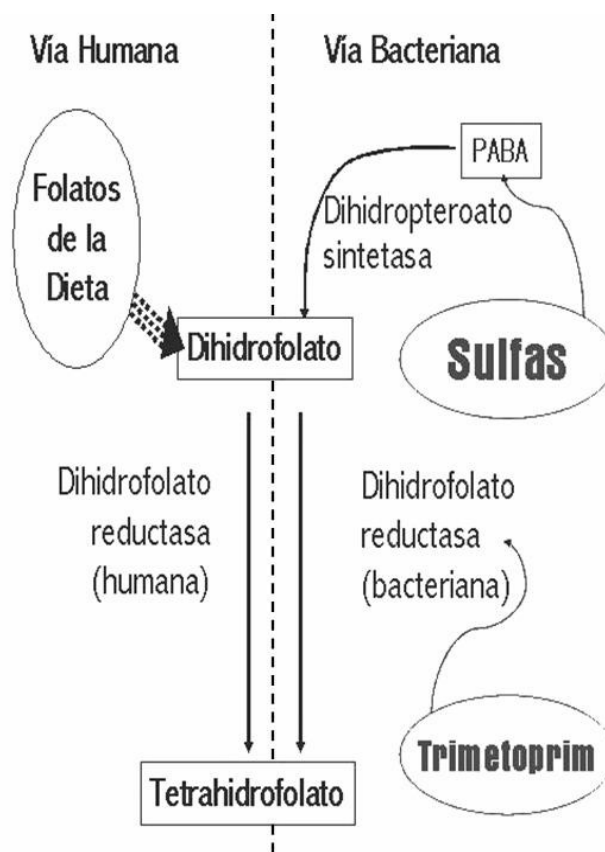 Vía Humana
Vía Bacteriana
Folatos
de la
Dieta
PABA
Dihidropteroato
sintetasa
Dihidrofolato
Sulfas
Dihidrofolato
reductasa
(humana)
Dihidrofolato
reductasa
(bacteriana)
Trimetoprim
Tetrahidrofolato